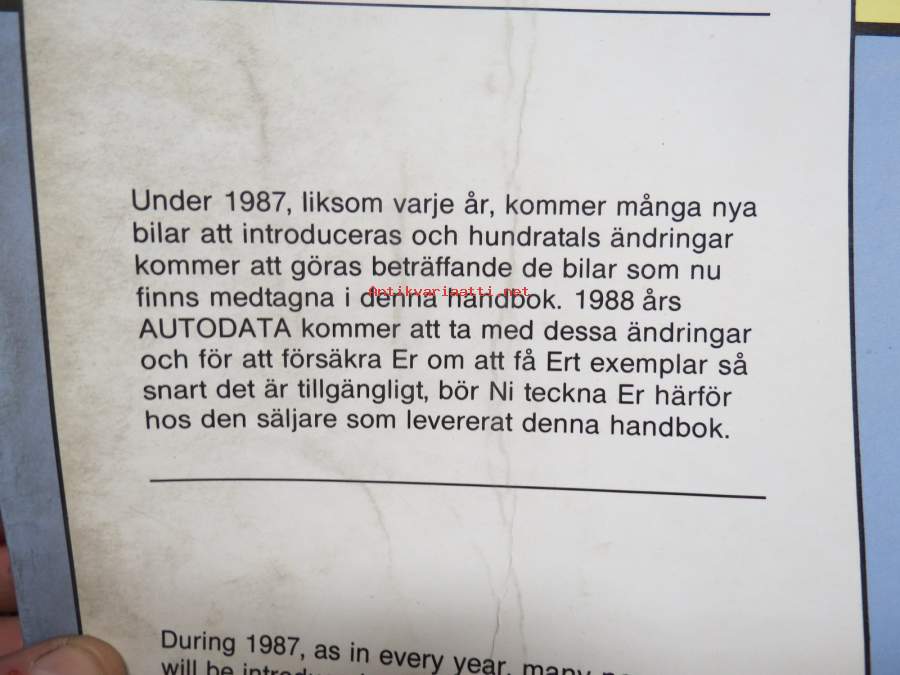 Under 1987, liksom varje år, kommer många nya
bilar att introduceras och hundratals ändringar
kommer att göras beträffande de bilar som nu
finns medtagna i denna handbok. 1988 års
Antikvariaatti.net
AUTODATA kommer att ta med dessa ändringar
och för att försäkra Er om att få Ert exemplar så
snart det är tillgängligt, bör Ni teckna Er härför
hos den säljare som levererat denna handbok.
During 1987, as in every year, many
will be